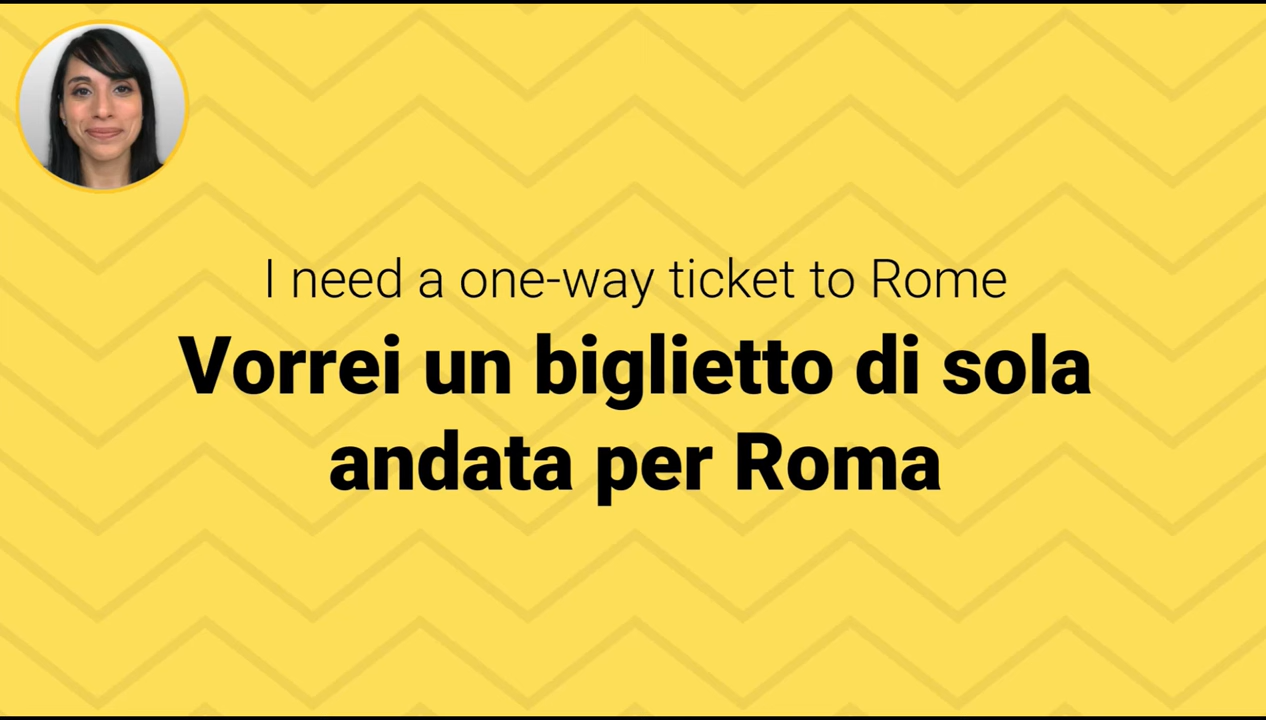 I need a one-way ticket to Rome
Vorrei un biglietto di sola
andata per Roma